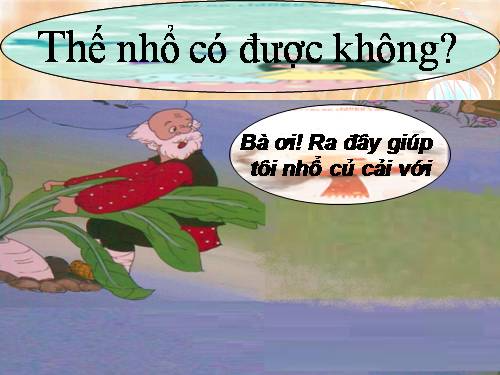 Thế nhổ có được không?
Bà ơi! Ra đây giúp
tôi nhổ củ cải với